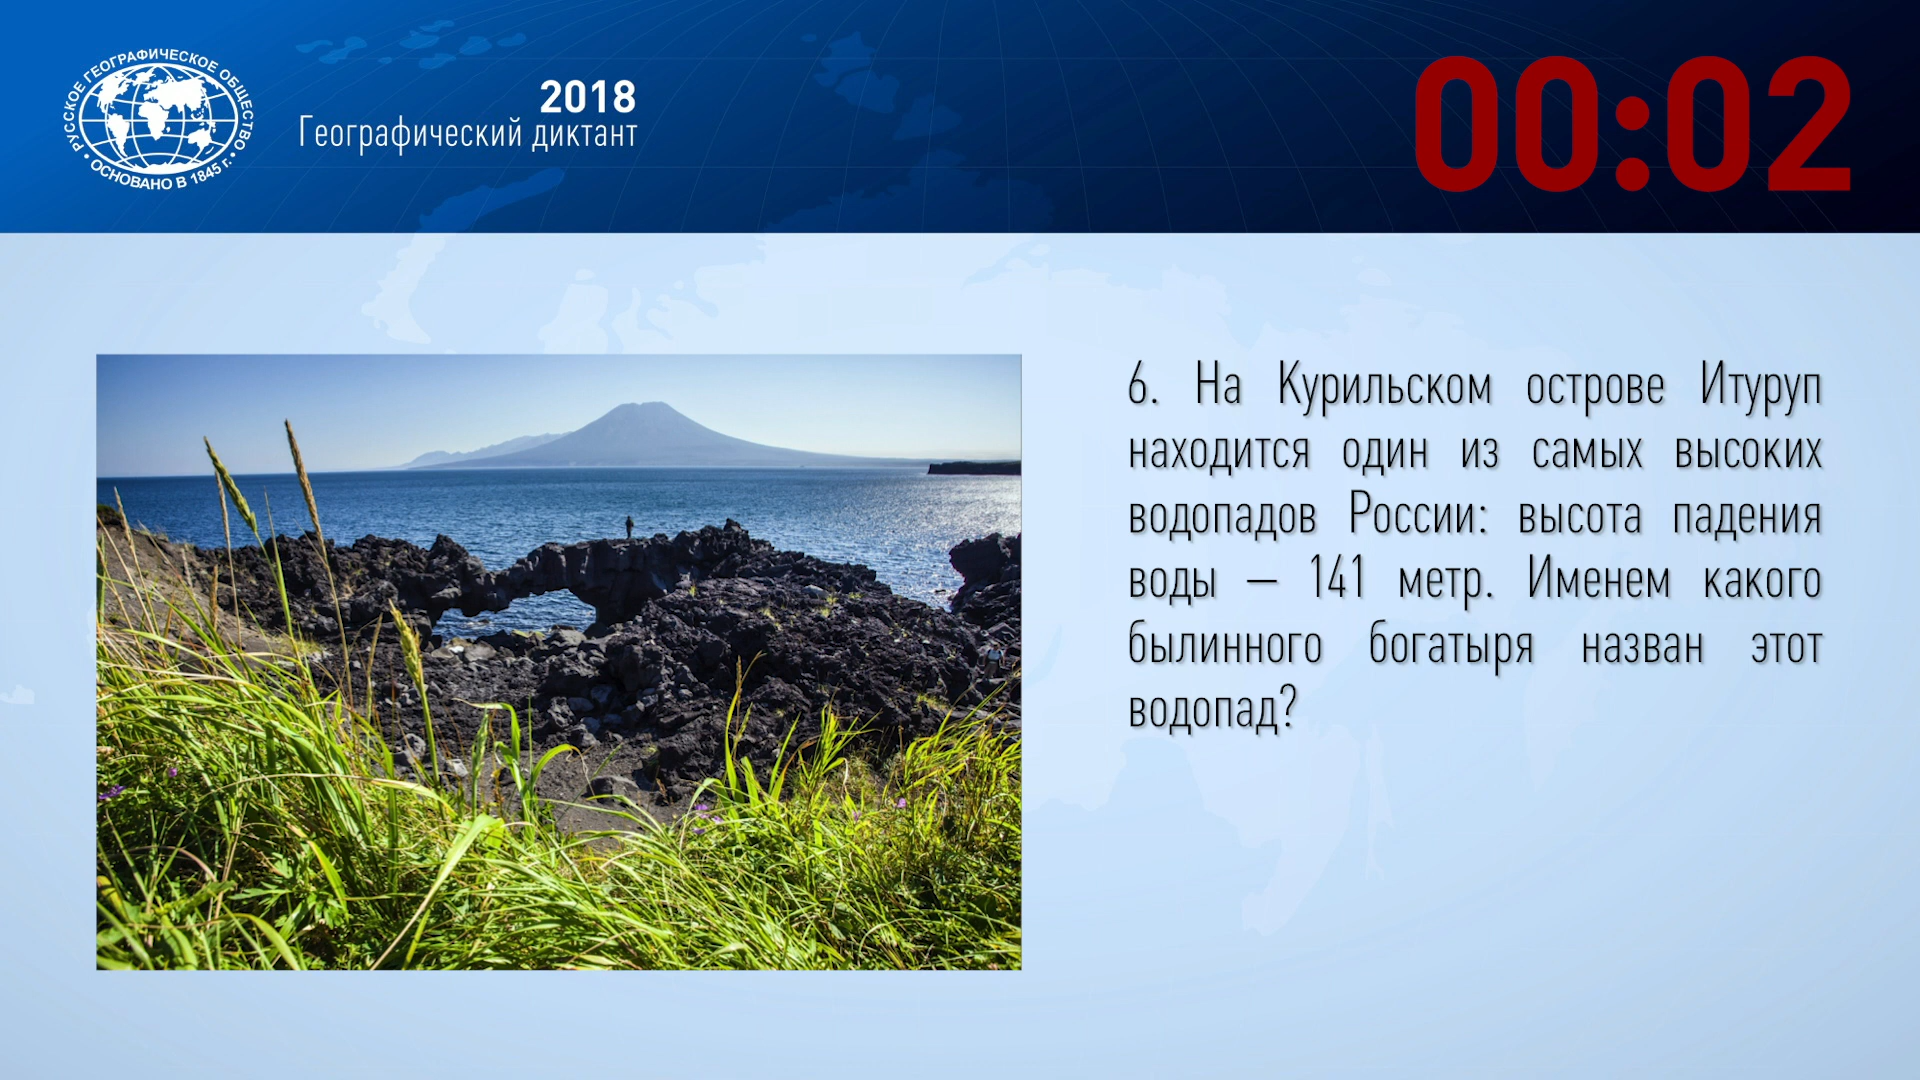 РУССКОЕ ГЕОГРАФИЧЕСКОЕ ОБЩЕСТВО
• ОСНОВАНО В 1845 г. •
2018
Географический диктант
00:02
6. На Курильском острове Итуруп
находится один из самых высоких
водопадов России: высота падения
воды — 141 метр. Именем какого
былинного богатыря назван этот
водопад?